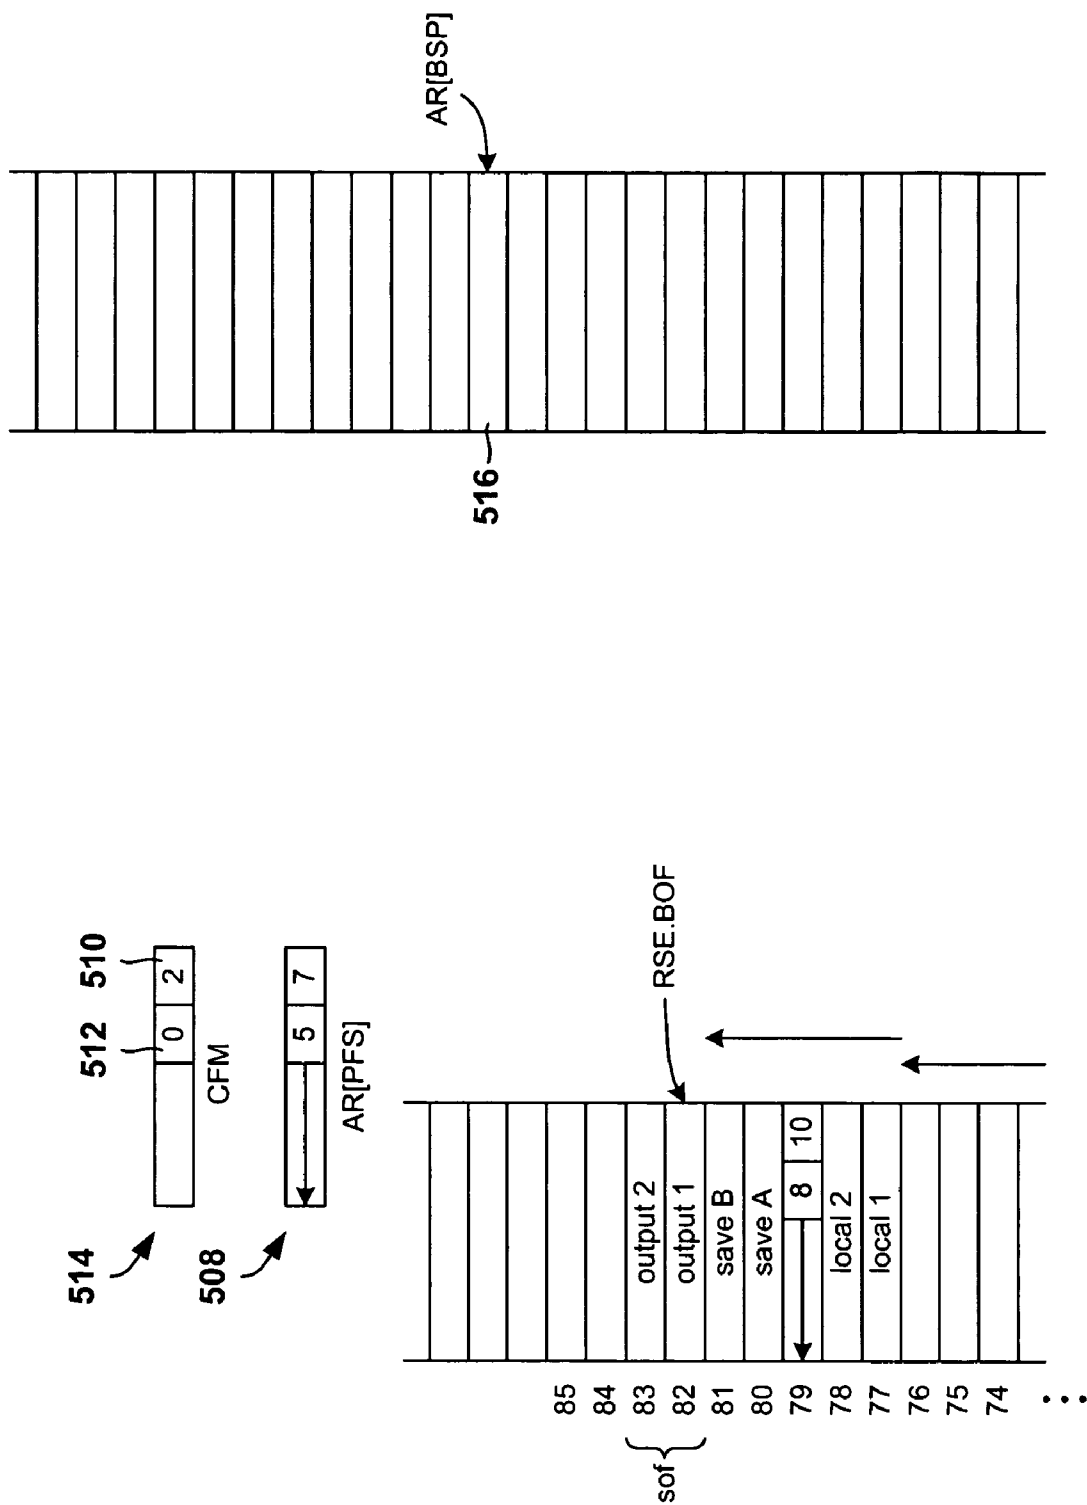 514
512
510
0 2
CFM
508
5 7
AR[PFS]
AR[BSP]
516
RSE.BOF
sof
85
84
83 output 2
82 output 1
81 save B
80 save A
79 8 10
78 local 2
77 local 1
76
75
74